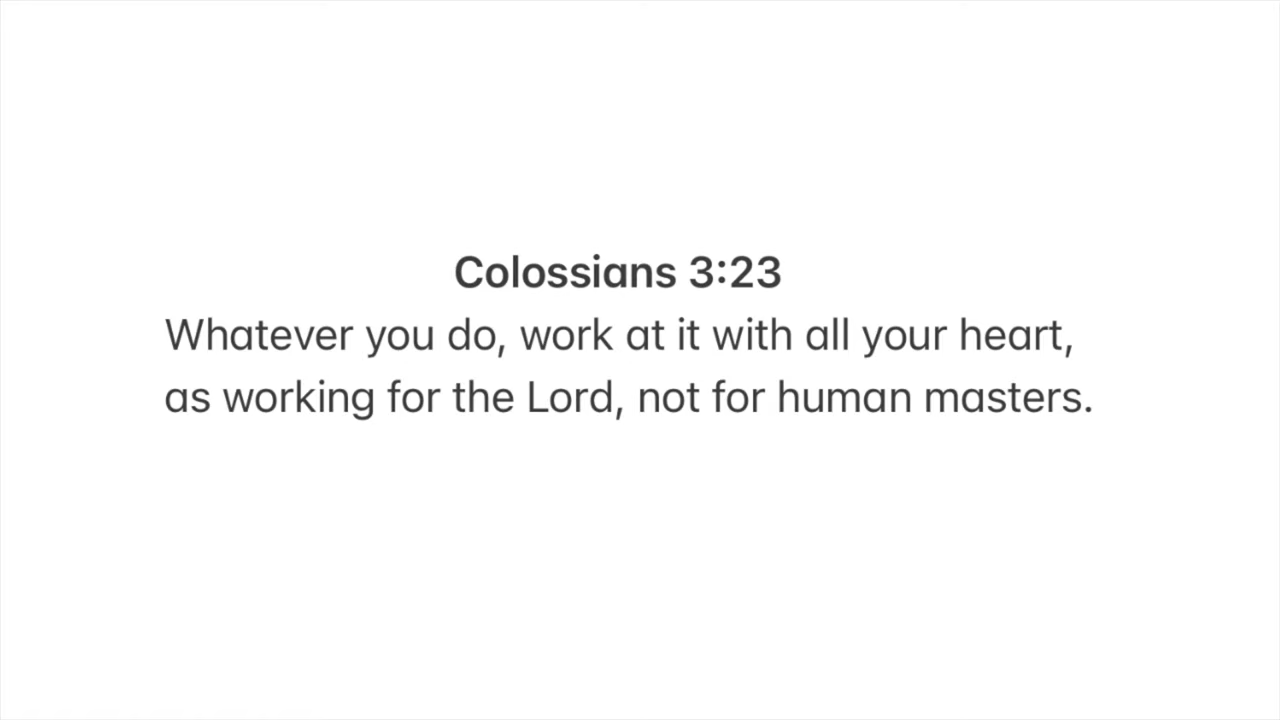 Colossians 3:23
Whatever you do, work at it with all your heart,
as working for the Lord, not for human masters.